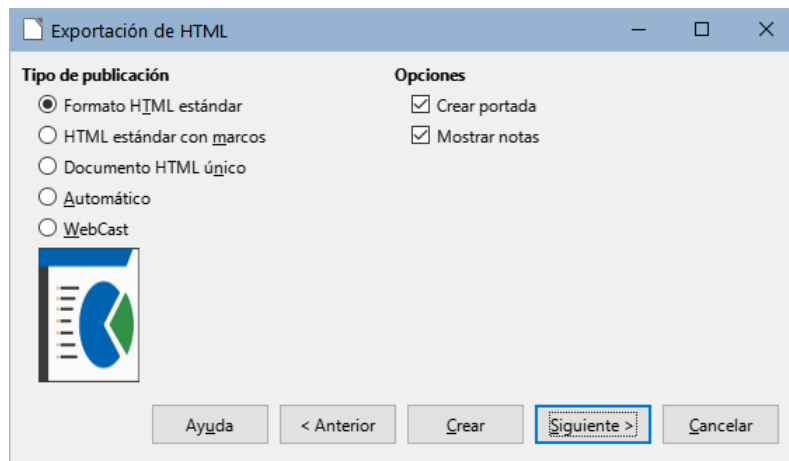 Exportación de HTML
Tipo de publicación
Formato HTML estándar
HTML estándar con marcos
Documento HTML único
Automático
WebCast
Opciones
Crear portada
Mostrar notas
Ayuda
< Anterior
Crear
Siguiente >
Cancelar